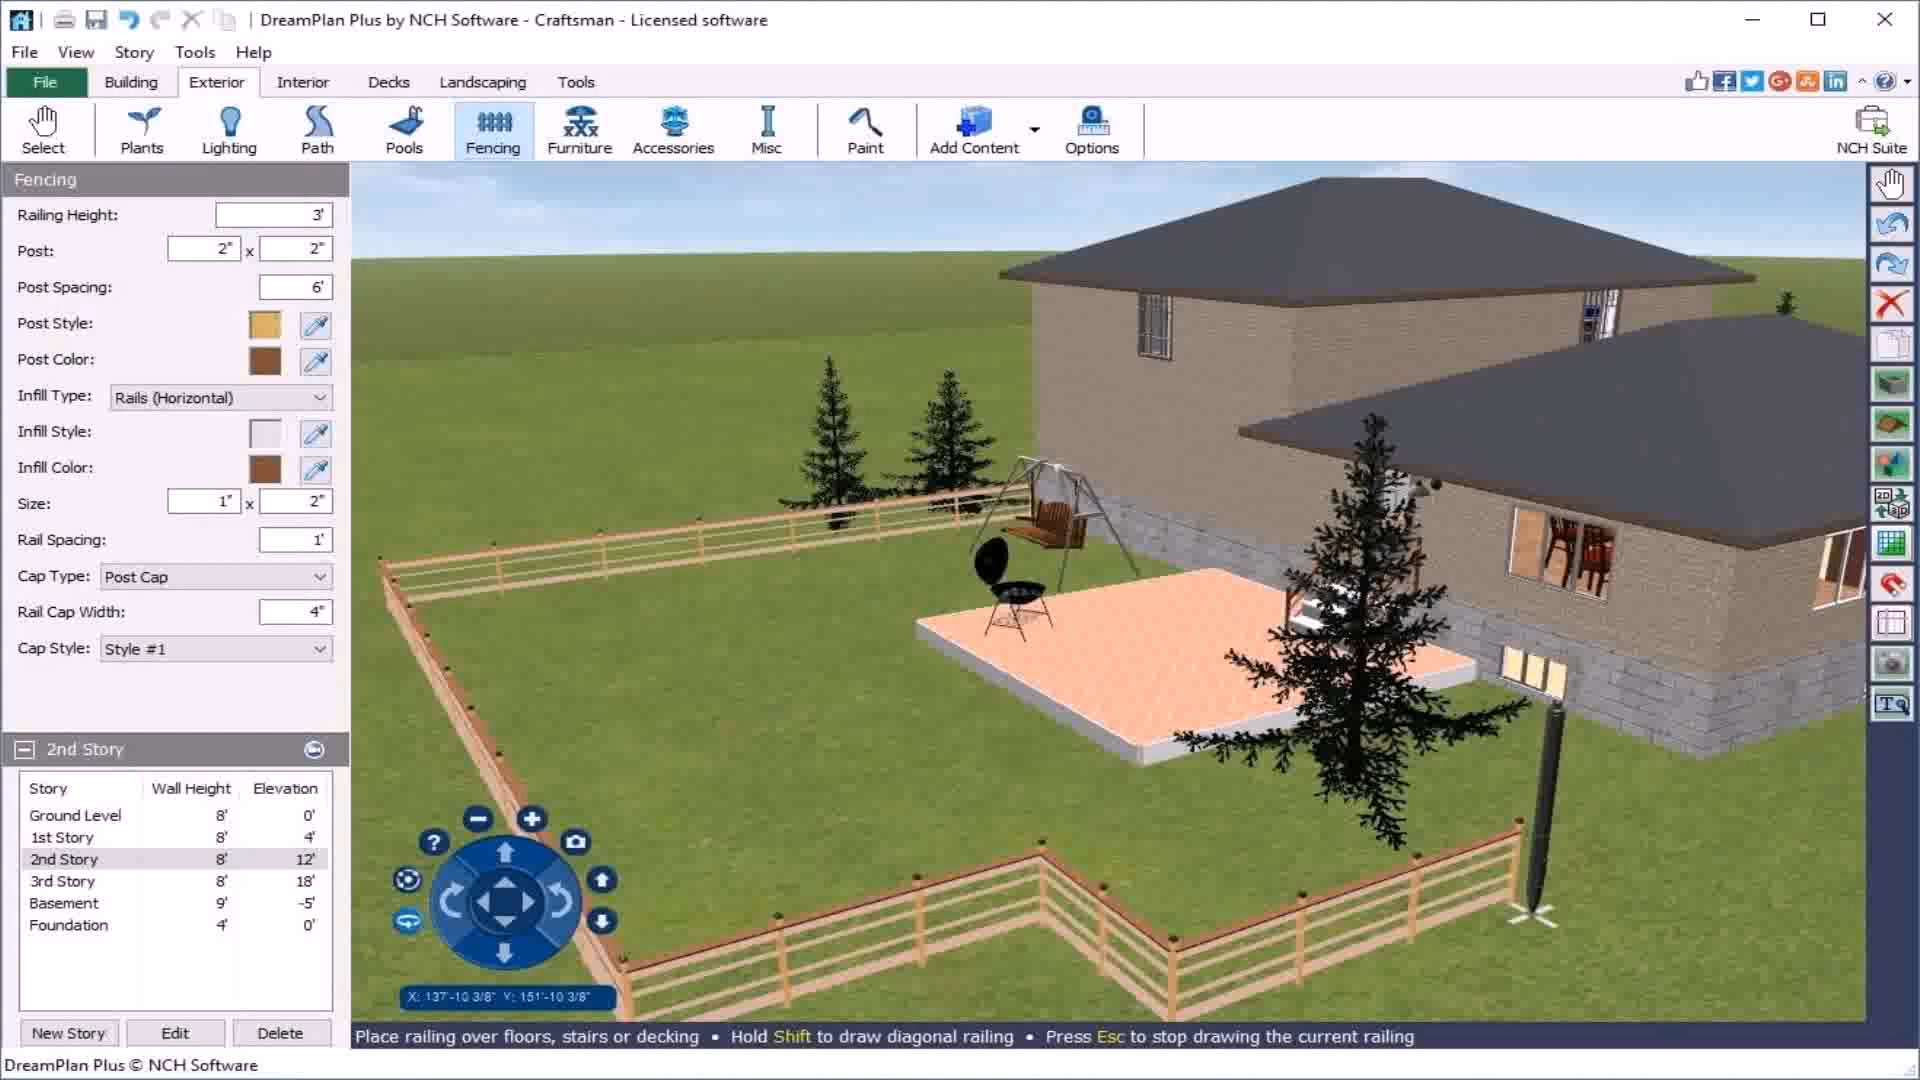 DreamPlan Plus by NCH Software - Craftsman - Licensed software
File View Story Tools Help
File Building Exterior Interior Decks Landscaping Tools
Select Plants Lighting Path Pools Fencing Furniture Accessories Misc Paint Add Content Options NCH Suite
Fencing
Railing Height: 3'
Post: 2" x 2"
Post Spacing: 6'
Post Style:
Post Color:
Infill Type: Rails (Horizontal)
Infill Style:
Infill Color:
Size: 1" x 2"
Rail Spacing: 1'
Cap Type: Post Cap
Rail Cap Width: 4"
Cap Style: Style #1
2nd Story
Story Wall Height Elevation
Ground Level 8' 0'
1st Story 8' 4'
2nd Story 8' 12'
3rd Story 8' 18'
Basement 9' -5'
Foundation 4' 0'
New Story Edit Delete
X: 137'-10 3/8" Y: 151'-10 3/8"
Place railing over floors, stairs or decking • Hold Shift to draw diagonal railing • Press Esc to stop drawing the current railing
DreamPlan Plus © NCH Software